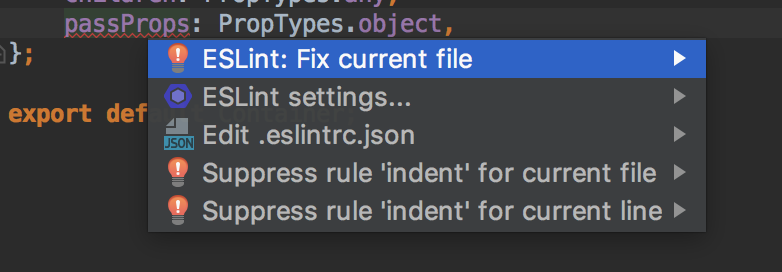 children: PropTypes.any,
passProps: PropTypes.object,
};
ESLint: Fix current file
ESLint settings...
export def
JSON Edit .eslintrc.json
Suppress rule 'indent' for current file
Suppress rule 'indent' for current line